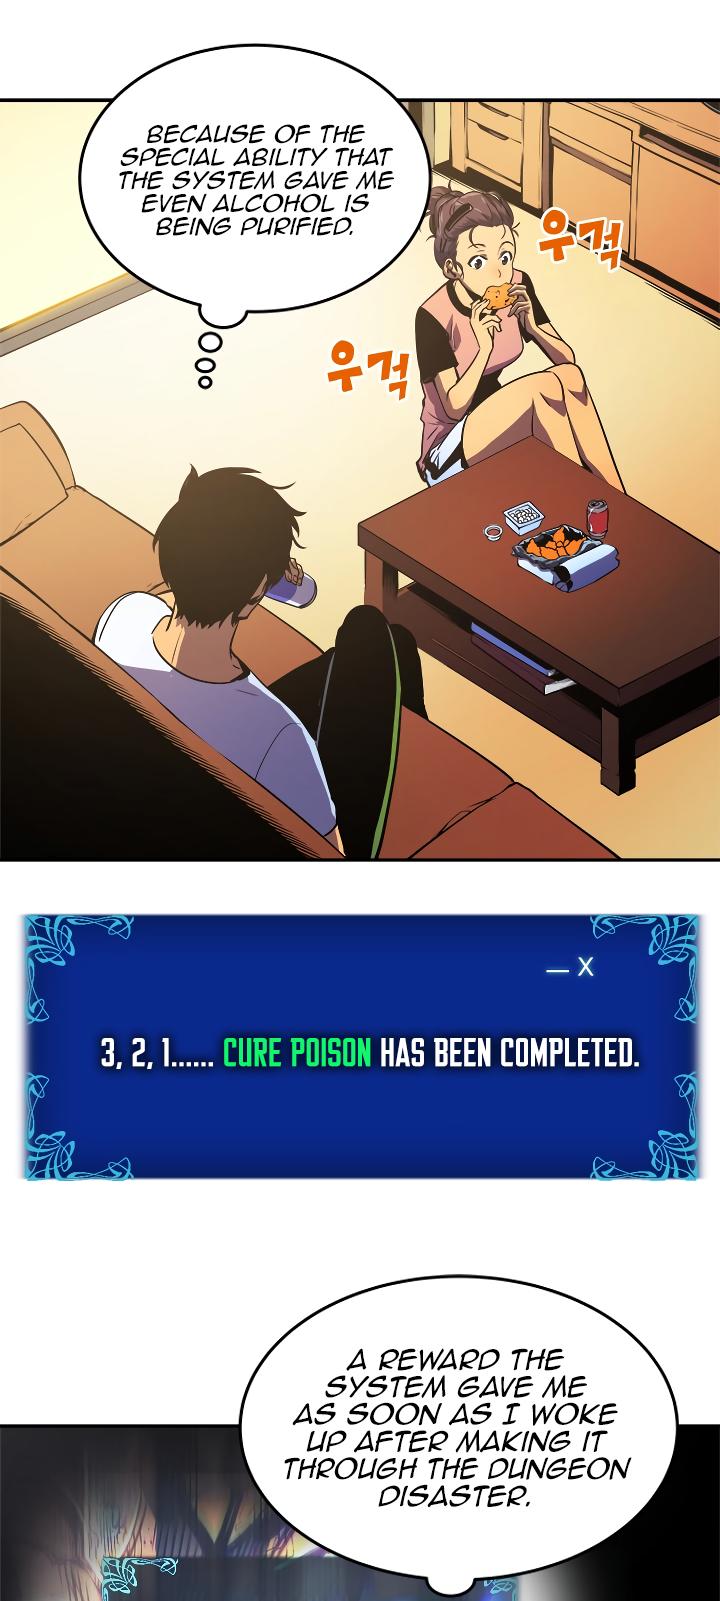 BECAUSE OF THE
SPECIAL ABILITY THAT
THE SYSTEM GAVE ME
EVEN ALCOHOL IS
BEING PURIFIED.
우걱
우걱
— X
3, 2, 1...... CURE POISON HAS BEEN COMPLETED.
A REWARD THE
SYSTEM GAVE ME
AS SOON AS I WOKE
UP AFTER MAKING IT
THROUGH THE DUNGEON
DISASTER.